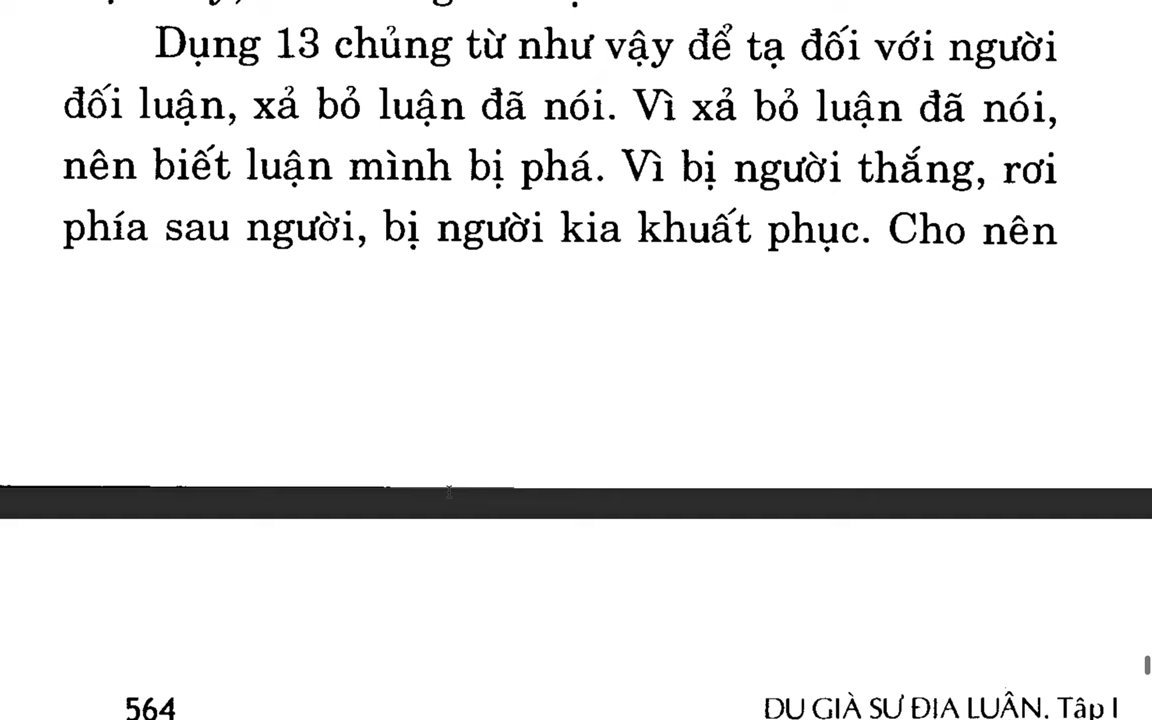 Dụng 13 chủng từ như vậy để tạ đối với người
đối luận, xả bỏ luận đã nói. Vì xả bỏ luận đã nói,
nên biết luận mình bị phá. Vì bị người thắng, rơi
phía sau người, bị người kia khuất phục. Cho nên
564 DU GIÀ SƯ ĐỊA LUẬN. Tập I